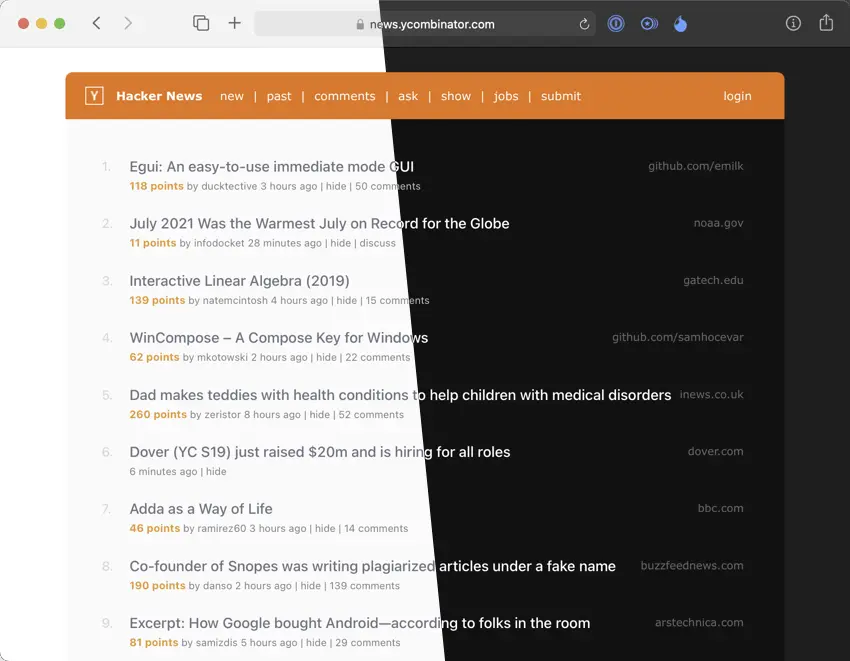 news.ycombinator.com
Y Hacker News new | past | comments | ask | show | jobs | submit login
1. Egui: An easy-to-use immediate mode GUI github.com/emilk
118 points by ducktective 3 hours ago | hide | 50 comments
2. July 2021 Was the Warmest July on Record for the Globe noaa.gov
11 points by infodocket 28 minutes ago | hide | discuss
3. Interactive Linear Algebra (2019) gatech.edu
139 points by natemcintosh 4 hours ago | hide | 15 comments
4. WinCompose – A Compose Key for Windows github.com/samhocevar
62 points by mkotowski 2 hours ago | hide | 22 comments
5. Dad makes teddies with health conditions to help children with medical disorders inews.co.uk
260 points by zeristor 8 hours ago | hide | 52 comments
6. Dover (YC S19) just raised $20m and is hiring for all roles dover.com
6 minutes ago | hide
7. Adda as a Way of Life bbc.com
46 points by ramirez60 3 hours ago | hide | 14 comments
8. Co-founder of Snopes was writing plagiarized articles under a fake name buzzfeednews.com
190 points by danso 2 hours ago | hide | 139 comments
9. Excerpt: How Google bought Android—according to folks in the room arstechnica.com
81 points by samizdis 5 hours ago | hide | 29 comments